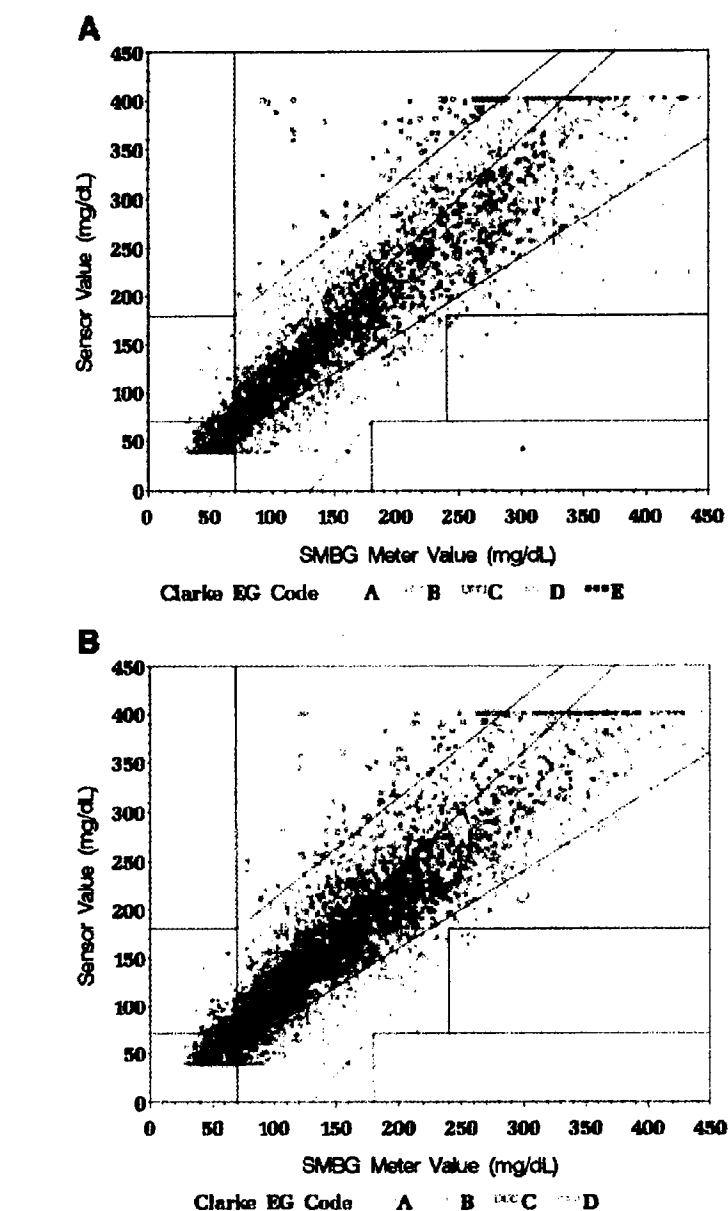 A
450
400
350
300
250
200
150
100
50
0
Sensor Value (mg/dL)
0 50 100 150 200 250 300 350 400 450
SMBG Meter Value (mg/dL)
Clarke EG Code A B C D E
B
450
400
350
300
250
200
150
100
50
0
Sensor Value (mg/dL)
0 50 100 150 200 250 300 350 400 450
SMBG Meter Value (mg/dL)
Clarke EG Code A B C D